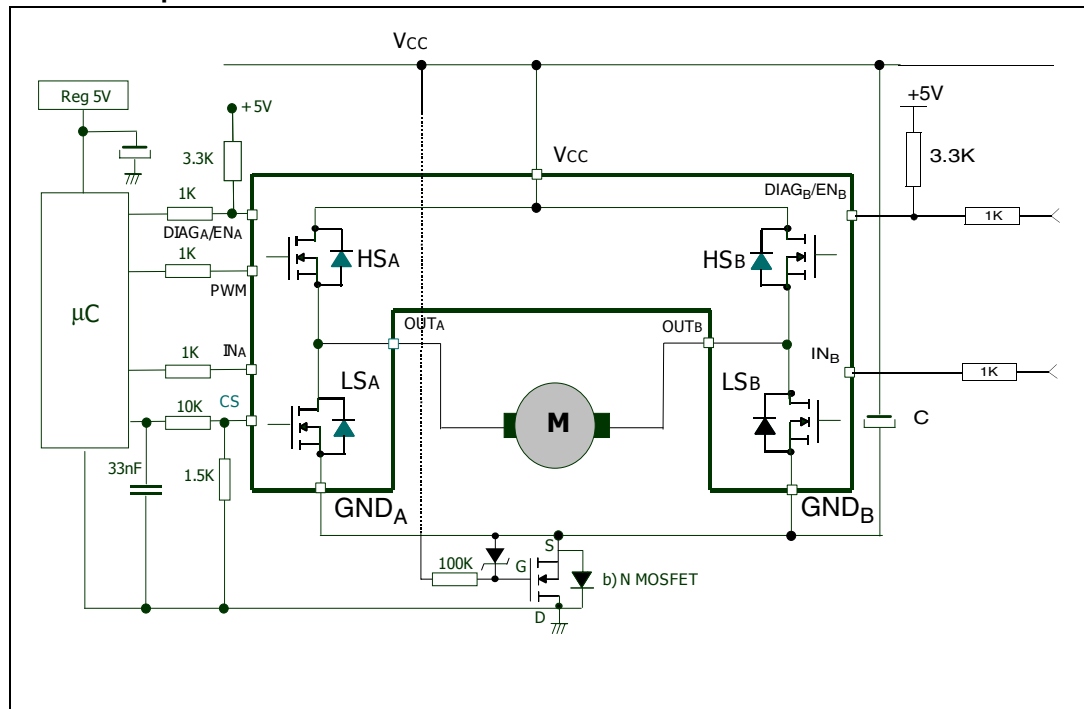 VCC
Reg 5V
+5V
+5V
3.3K
3.3K
VCC
1K
DIAGA/ENA
DIAGB/ENB
1K
HSA
HSB
1K
PWM
µC
OUTA
OUTB
1K
INA
INB
1K
LSA
LSB
CS
10K
M
C
33nF
1.5K
GNDA
GNDB
100K
G
S
D
b) N MOSFET